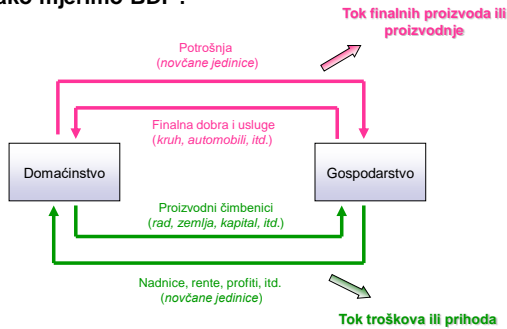 ako mjerimo BDP?
Tok finalnih proizvoda ili
proizvodnje
Potrošnja
(novčane jedinice)
Finalna dobra i usluge
(kruh, automobili, itd.)
Domaćinstvo
Gospodarstvo
Proizvodni čimbenici
(rad, zemlja, kapital, itd.)
Nadnice, rente, profiti, itd.
(novčane jedinice)
Tok troškova ili prihoda